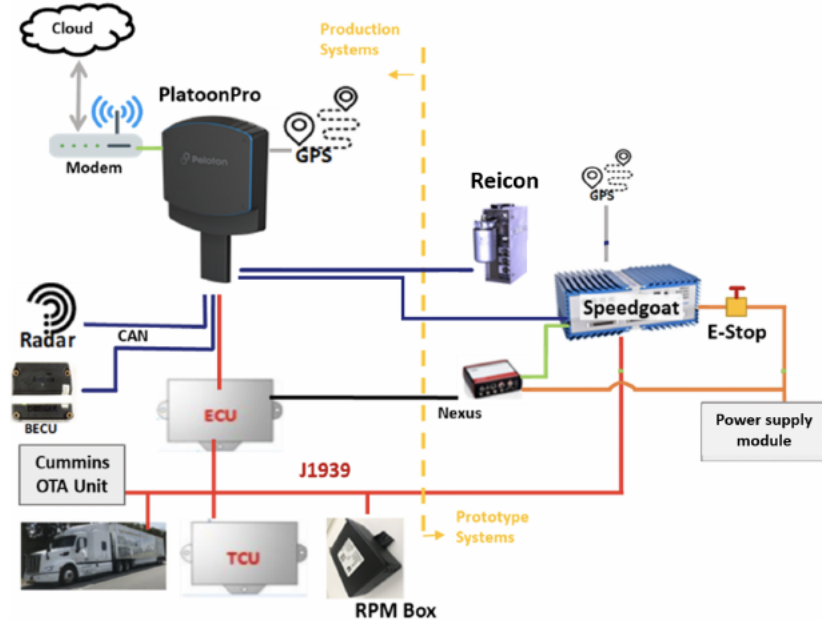 Cloud
Production
Systems
PlatoonPro
Peloton
GPS
Modem
Reicon
GPS
Speedgoat
E-Stop
Radar
CAN
BECU
ECU
Nexus
Power supply
module
Cummins
OTA Unit
J1939
Prototype
Systems
TCU
RPM Box